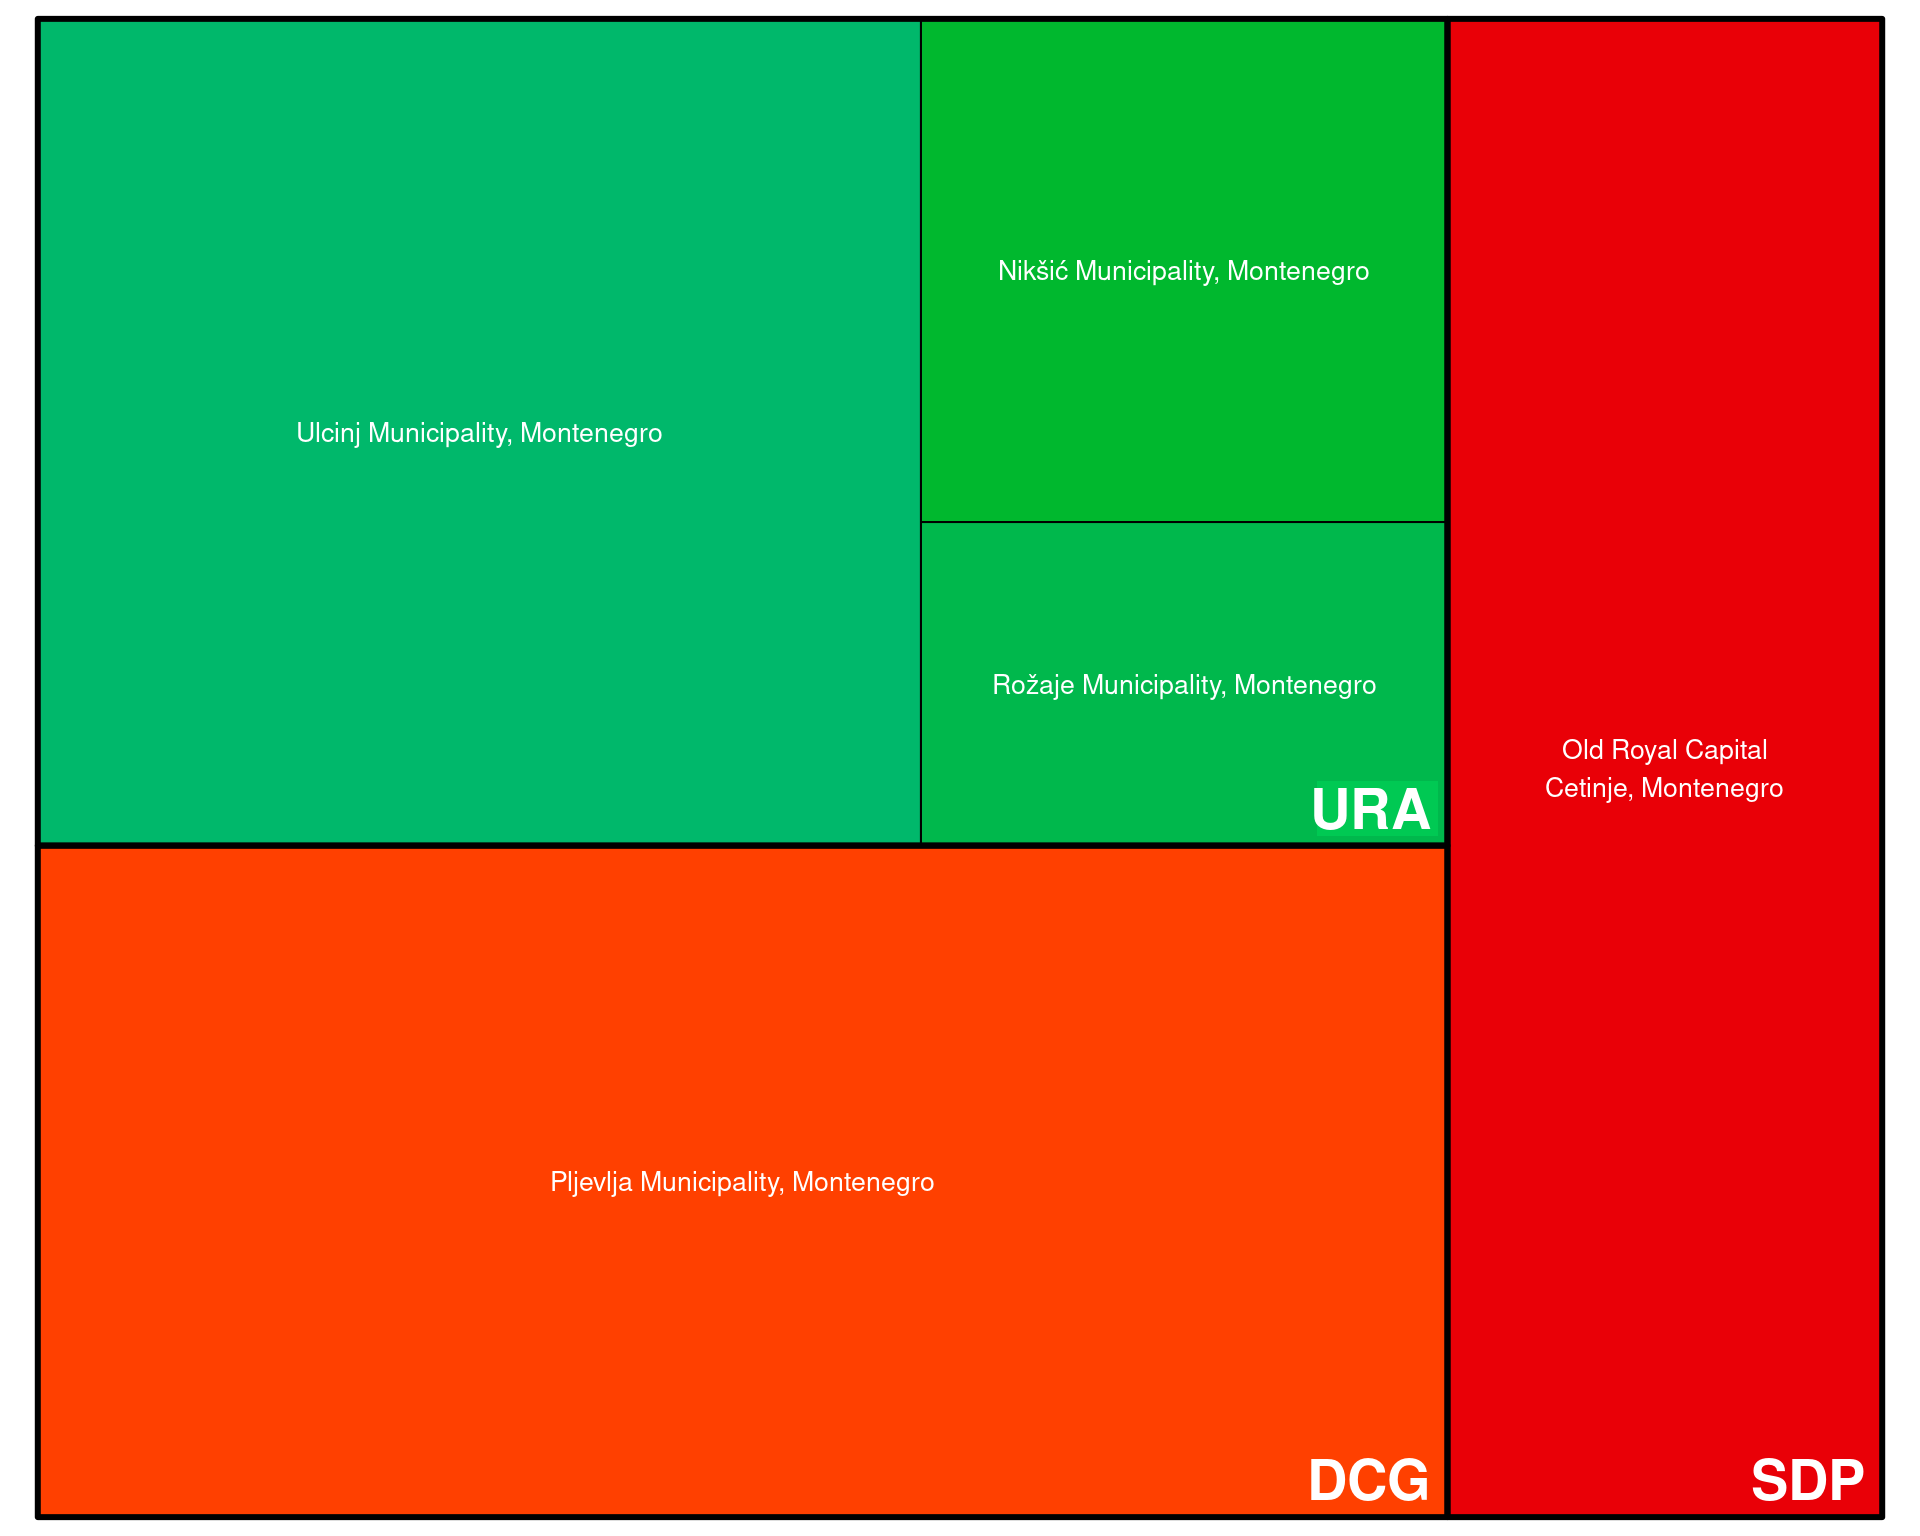 Ulcinj Municipality, Montenegro
Nikšić Municipality, Montenegro
Rožaje Municipality, Montenegro
URA
Pljevlja Municipality, Montenegro
DCG
Old Royal Capital
Cetinje, Montenegro
SDP